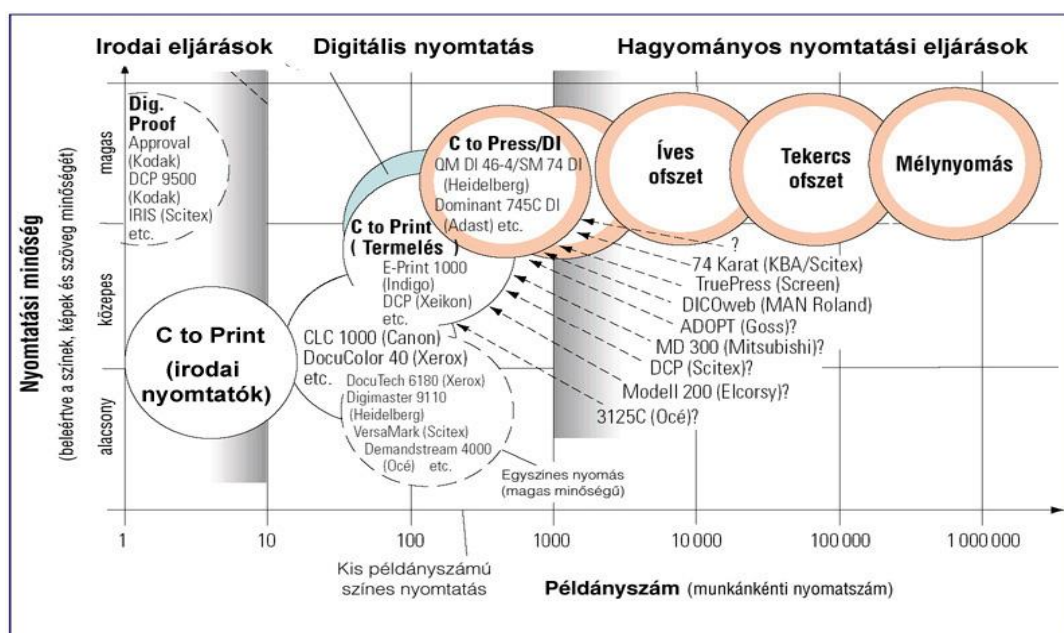 Irodai eljárások
Digitális nyomtatás
Hagyományos nyomtatási eljárások
Nyomtatási minőség
(beleértve a színek, képek és szöveg minőségét)
magas
közepes
alacsony
Dig.
Proof
Approval
(Kodak)
DCP 9500
(Kodak)
IRIS (Scitex)
etc.
C to Press/DI
QM DI 46-4/SM 74 DI
(Heidelberg)
Dominant 745C DI
(Adast) etc.
Íves
ofszet
Tekercs
ofszet
Mélynyomás
C to Print
( Termelés )
E-Print 1000
(Indigo)
DCP (Xeikon)
etc.
C to Print
(irodai
nyomtatók)
CLC 1000 (Canon)
DocuColor 40 (Xerox)
etc.
DocuTech 6180 (Xerox)
Digimaster 9110
(Heidelberg)
VersaMark (Scitex)
Demandstream 4000
(Océ) etc.
?
74 Karat (KBA/Scitex)
TruePress (Screen)
DICOweb (MAN Roland)
ADOPT (Goss)?
MD 300 (Mitsubishi)?
DCP (Scitex)?
Modell 200 (Elcorsy)?
3125C (Océ)?
Egyszínes nyomás
(magas minőségű)
1
10
100
1000
10 000
100 000
1 000 000
Kis példányszámú
színes nyomtatás
Példányszám (munkánkénti nyomatszám)